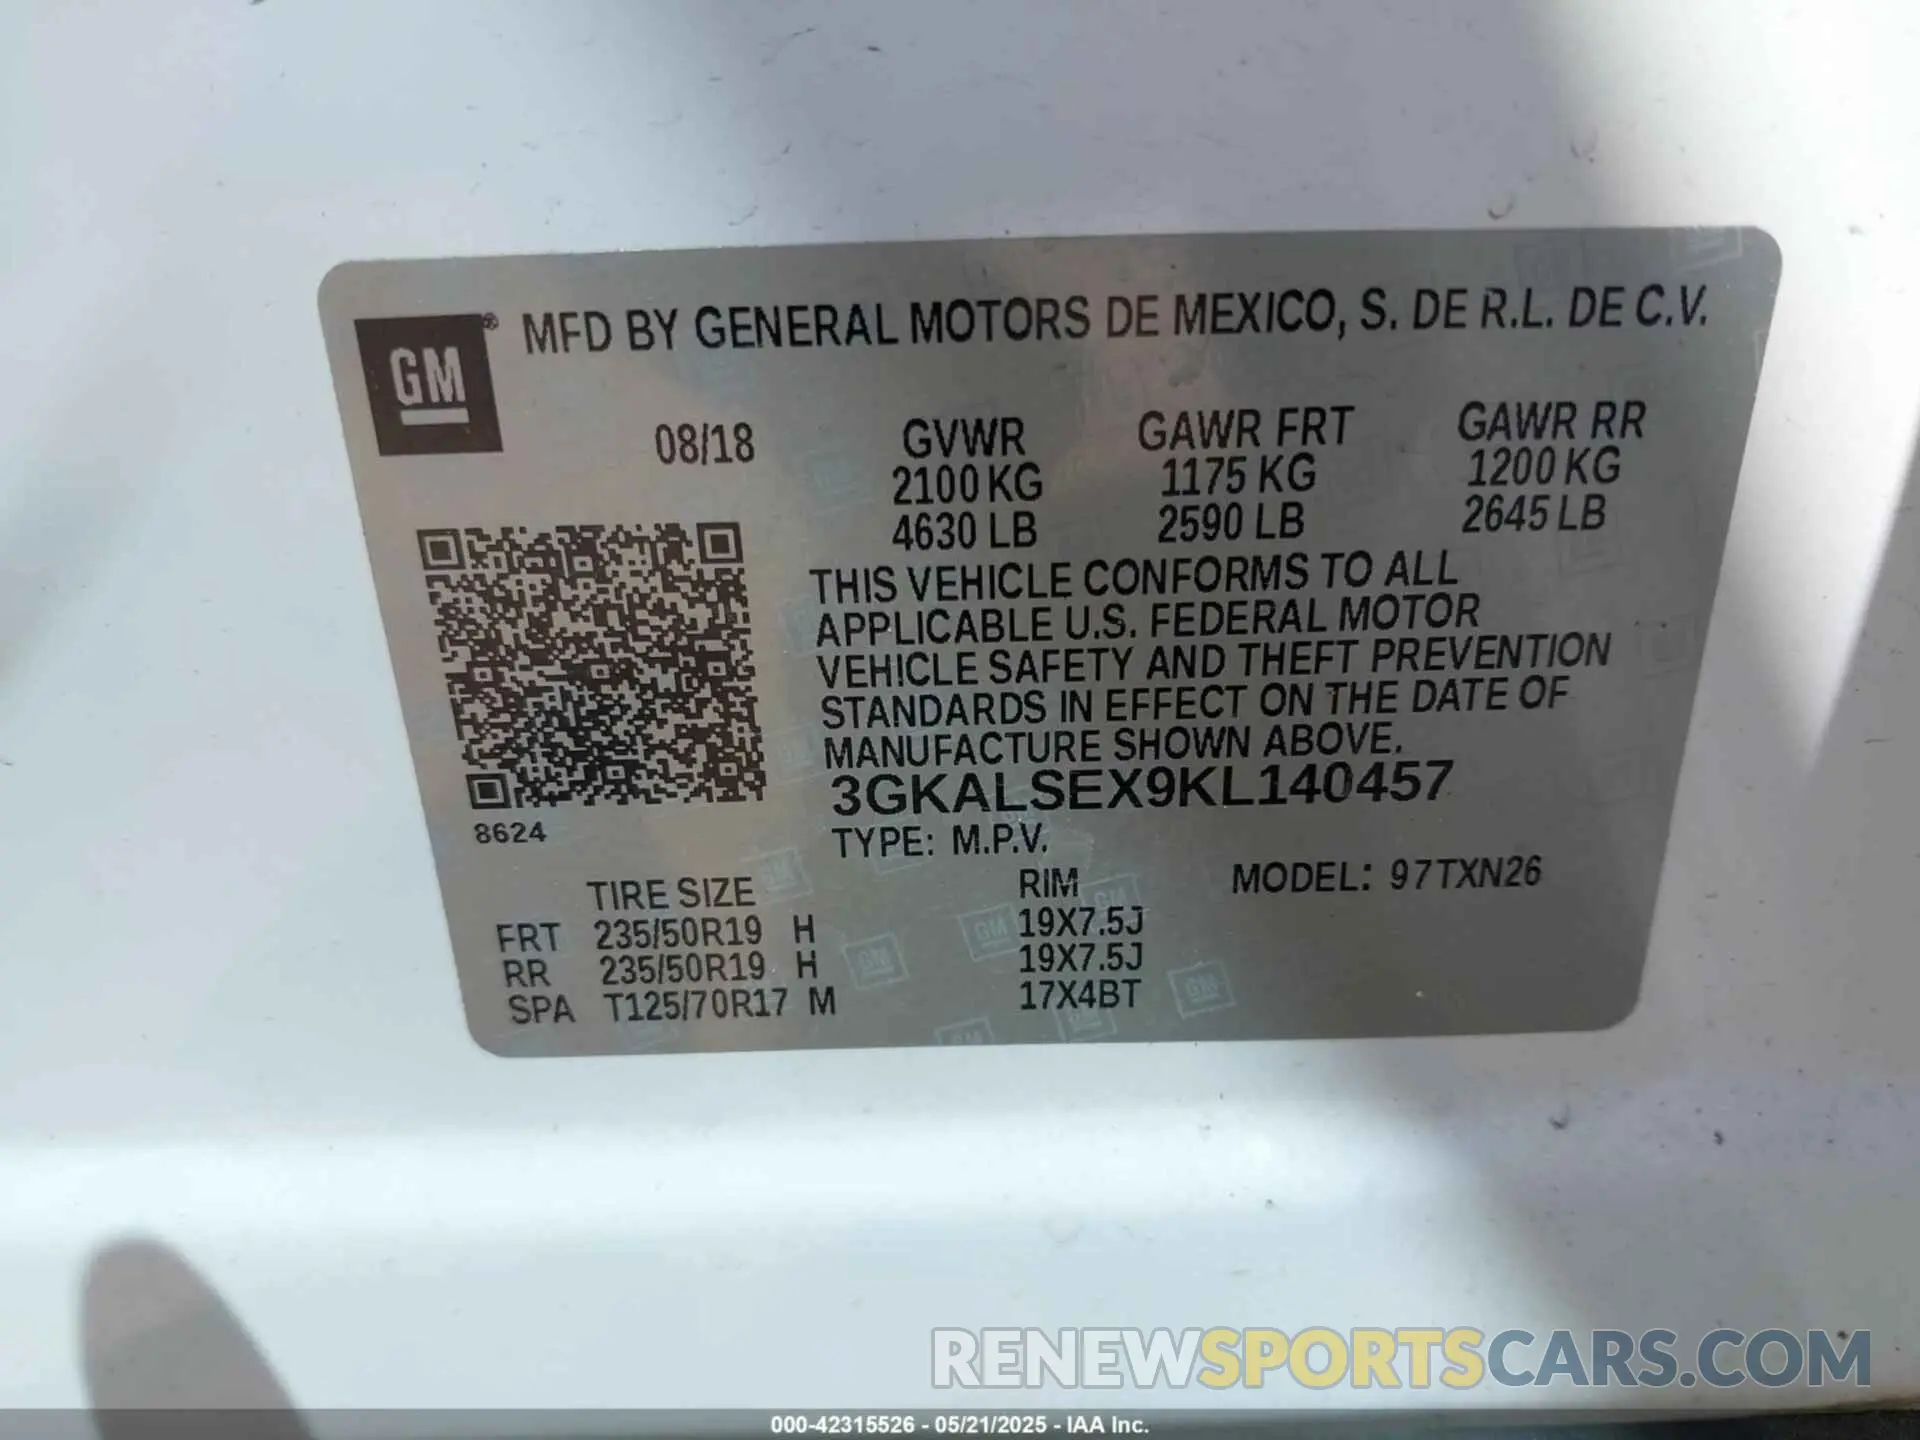 GM® MFD BY GENERAL MOTORS DE MEXICO, S. DE R.L. DE C.V.
08/18 GVWR GAWR FRT GAWR RR
2100 KG 1175 KG 1200 KG
4630 LB 2590 LB 2645 LB
THIS VEHICLE CONFORMS TO ALL
APPLICABLE U.S. FEDERAL MOTOR
VEHICLE SAFETY AND THEFT PREVENTION
STANDARDS IN EFFECT ON THE DATE OF
MANUFACTURE SHOWN ABOVE.
3GKALSEX9KL140457
8624
TYPE: M.P.V.
TIRE SIZE RIM MODEL: 97TXN26
FRT 235/50R19 H 19X7.5J
RR 235/50R19 H 19X7.5J
SPA T125/70R17 M 17X4BT
RENEWSPORTSCARS.COM
000-42315526 - 05/21/2025 - IAA Inc.